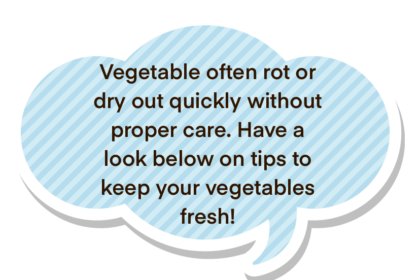 Vegetable often rot or
dry out quickly without
proper care. Have a
look below on tips to
keep your vegetables
fresh!